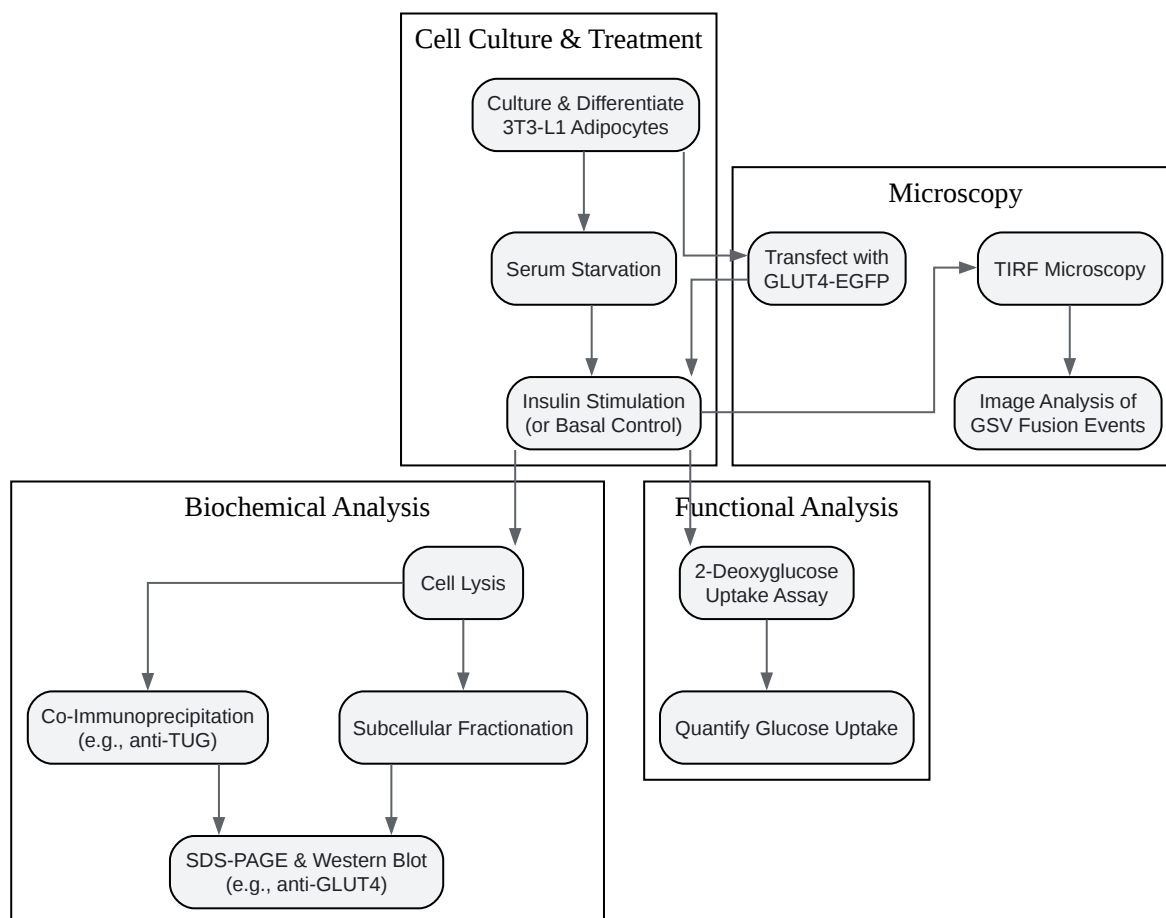 Cell Culture & Treatment
Culture & Differentiate
3T3-L1 Adipocytes
Serum Starvation
Insulin Stimulation
(or Basal Control)
Microscopy
Transfect with
GLUT4-EGFP
TIRF Microscopy
Image Analysis of
GSV Fusion Events
Biochemical Analysis
Cell Lysis
Co-Immunoprecipitation
(e.g., anti-TUG)
Subcellular Fractionation
SDS-PAGE & Western Blot
(e.g., anti-GLUT4)
Functional Analysis
2-Deoxyglucose
Uptake Assay
Quantify Glucose Uptake